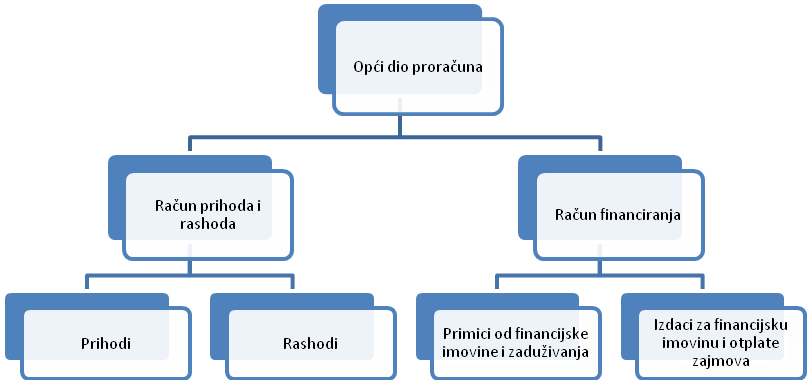 Opći dio proračuna
Račun prihoda i
rashoda
Račun financiranja
Prihodi
Rashodi
Primici od financijske
imovine i zaduživanja
Izdaci za financijsku
imovinu i otplate
zajmova